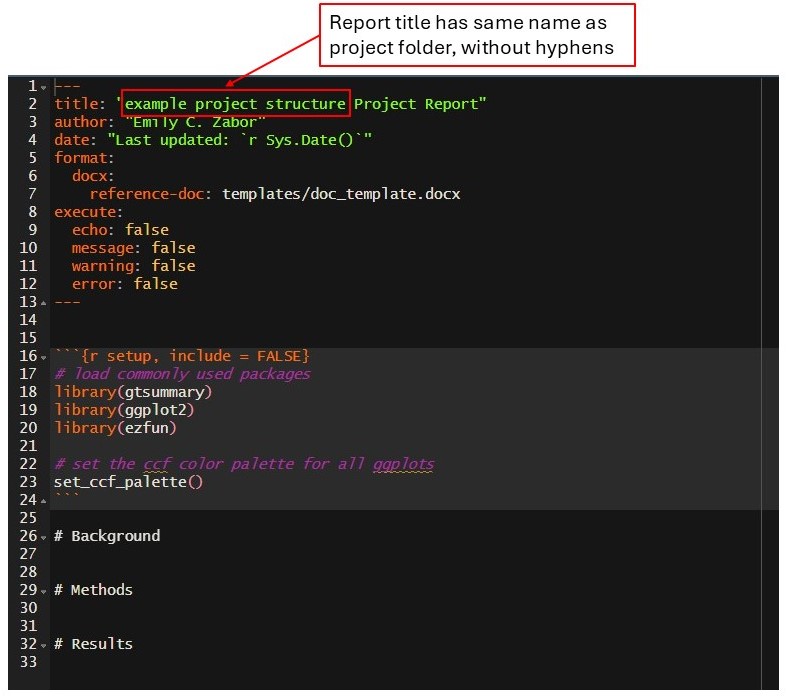 Report title has same name as
project folder, without hyphens
1 ---
2 title: "example project structure Project Report"
3 author: "Emily C. Zabor"
4 date: "Last updated: `r Sys.Date()`"
5 format:
6   docx:
7     reference-doc: templates/doc_template.docx
8 execute:
9   echo: false
10   message: false
11   warning: false
12   error: false
13 ---
14
15
16 ```{r setup, include = FALSE}
17 # load commonly used packages
18 library(gtsummary)
19 library(ggplot2)
20 library(ezfun)
21
22 # set the ccf color palette for all ggplots
23 set_ccf_palette()
24 ```
25
26 # Background
27
28
29 # Methods
30
31
32 # Results
33